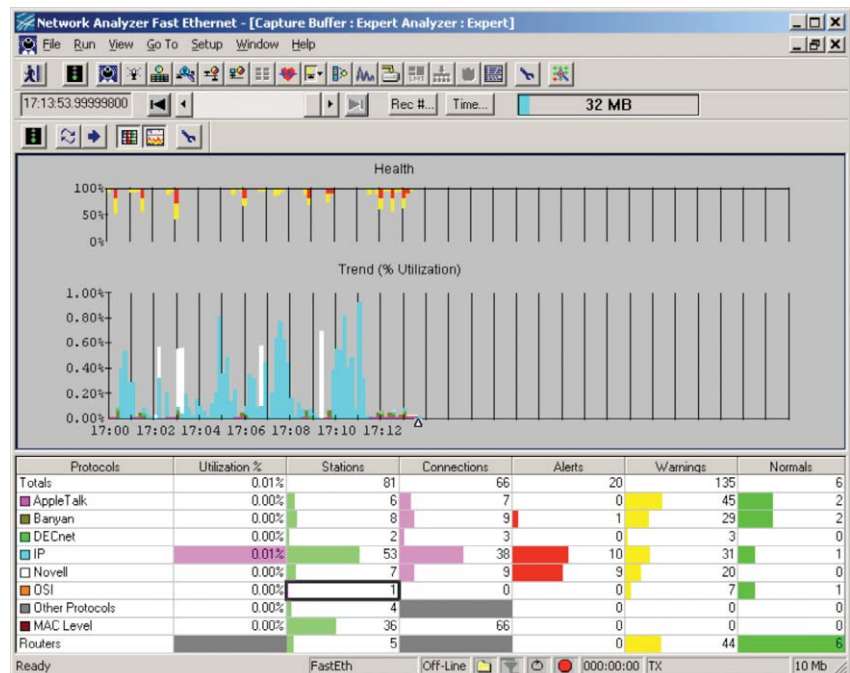 Network Analyzer Fast Ethernet - [Capture Buffer : Expert Analyzer : Expert]
File Run View Go To Setup Window Help
17:13:53.99999800 Rec #... Time... 32 MB
Health
100%
50%
0%
Trend (% Utilization)
1.00%
0.80%
0.60%
0.40%
0.20%
0.00%
17:00 17:02 17:04 17:06 17:08 17:10 17:12
Protocols Utilization % Stations Connections Alerts Warnings Normals
Totals 0.01% 81 66 20 135 6
AppleTalk 0.00% 6 7 0 45 2
Banyan 0.00% 8 9 1 29 2
DECnet 0.00% 2 3 0 3 0
IP 0.01% 53 38 10 31 1
Novell 0.00% 7 9 9 20 0
OSI 0.00% 1 0 0 7 1
Other Protocols 0.00% 4 0 0 0
MAC Level 0.00% 36 66 0 0 0
Routers 5 0 44 6
Ready FastEth Off-Line 000:00:00 TX 10 Mb